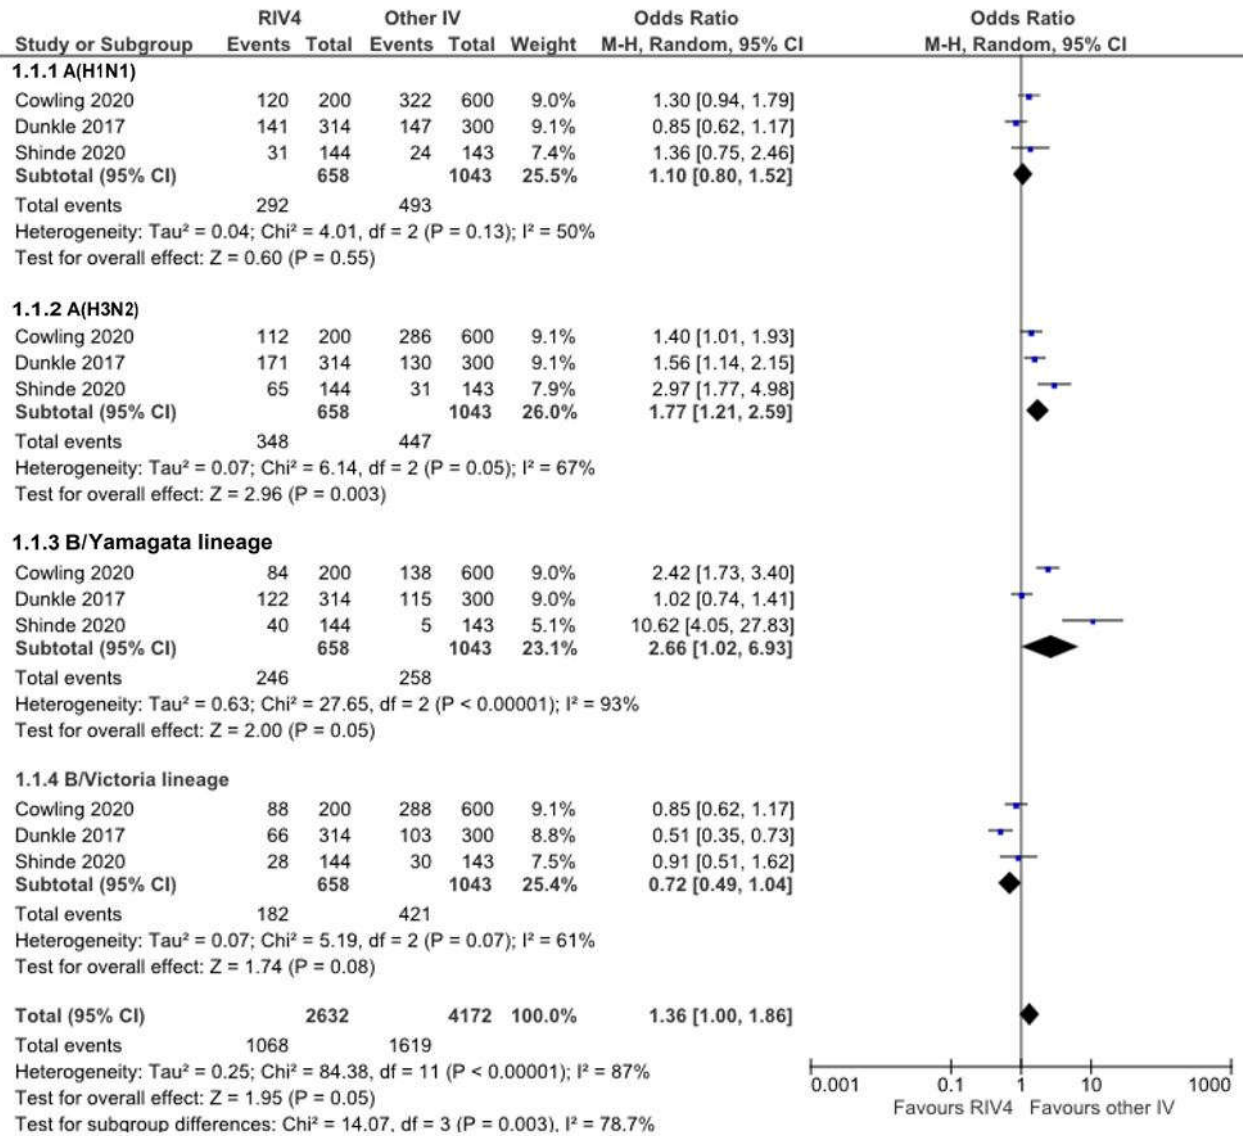 RIV4 Other IV Odds Ratio Odds Ratio
Study or Subgroup Events Total Events Total Weight M-H, Random, 95% CI M-H, Random, 95% CI
1.1.1 A(H1N1)
Cowling 2020 120 200 322 600 9.0% 1.30 [0.94, 1.79]
Dunkle 2017 141 314 147 300 9.1% 0.85 [0.62, 1.17]
Shinde 2020 31 144 24 143 7.4% 1.36 [0.75, 2.46]
Subtotal (95% CI) 658 1043 25.5% 1.10 [0.80, 1.52]
Total events 292 493
Heterogeneity: Tau² = 0.04; Chi² = 4.01, df = 2 (P = 0.13); I² = 50%
Test for overall effect: Z = 0.60 (P = 0.55)
1.1.2 A(H3N2)
Cowling 2020 112 200 286 600 9.1% 1.40 [1.01, 1.93]
Dunkle 2017 171 314 130 300 9.1% 1.56 [1.14, 2.15]
Shinde 2020 65 144 31 143 7.9% 2.97 [1.77, 4.98]
Subtotal (95% CI) 658 1043 26.0% 1.77 [1.21, 2.59]
Total events 348 447
Heterogeneity: Tau² = 0.07; Chi² = 6.14, df = 2 (P = 0.05); I² = 67%
Test for overall effect: Z = 2.96 (P = 0.003)
1.1.3 B/Yamagata lineage
Cowling 2020 84 200 138 600 9.0% 2.42 [1.73, 3.40]
Dunkle 2017 122 314 115 300 9.0% 1.02 [0.74, 1.41]
Shinde 2020 40 144 5 143 5.1% 10.62 [4.05, 27.83]
Subtotal (95% CI) 658 1043 23.1% 2.66 [1.02, 6.93]
Total events 246 258
Heterogeneity: Tau² = 0.63; Chi² = 27.65, df = 2 (P < 0.00001); I² = 93%
Test for overall effect: Z = 2.00 (P = 0.05)
1.1.4 B/Victoria lineage
Cowling 2020 88 200 288 600 9.1% 0.85 [0.62, 1.17]
Dunkle 2017 66 314 103 300 8.8% 0.51 [0.35, 0.73]
Shinde 2020 28 144 30 143 7.5% 0.91 [0.51, 1.62]
Subtotal (95% CI) 658 1043 25.4% 0.72 [0.49, 1.04]
Total events 182 421
Heterogeneity: Tau² = 0.07; Chi² = 5.19, df = 2 (P = 0.07); I² = 61%
Test for overall effect: Z = 1.74 (P = 0.08)
Total (95% CI) 2632 4172 100.0% 1.36 [1.00, 1.86]
Total events 1068 1619
Heterogeneity: Tau² = 0.25; Chi² = 84.38, df = 11 (P < 0.00001); I² = 87%
Test for overall effect: Z = 1.95 (P = 0.05)
Test for subgroup differences: Chi² = 14.07, df = 3 (P = 0.003), I² = 78.7%
0.001 0.1 1 10 1000
Favours RIV4 Favours other IV